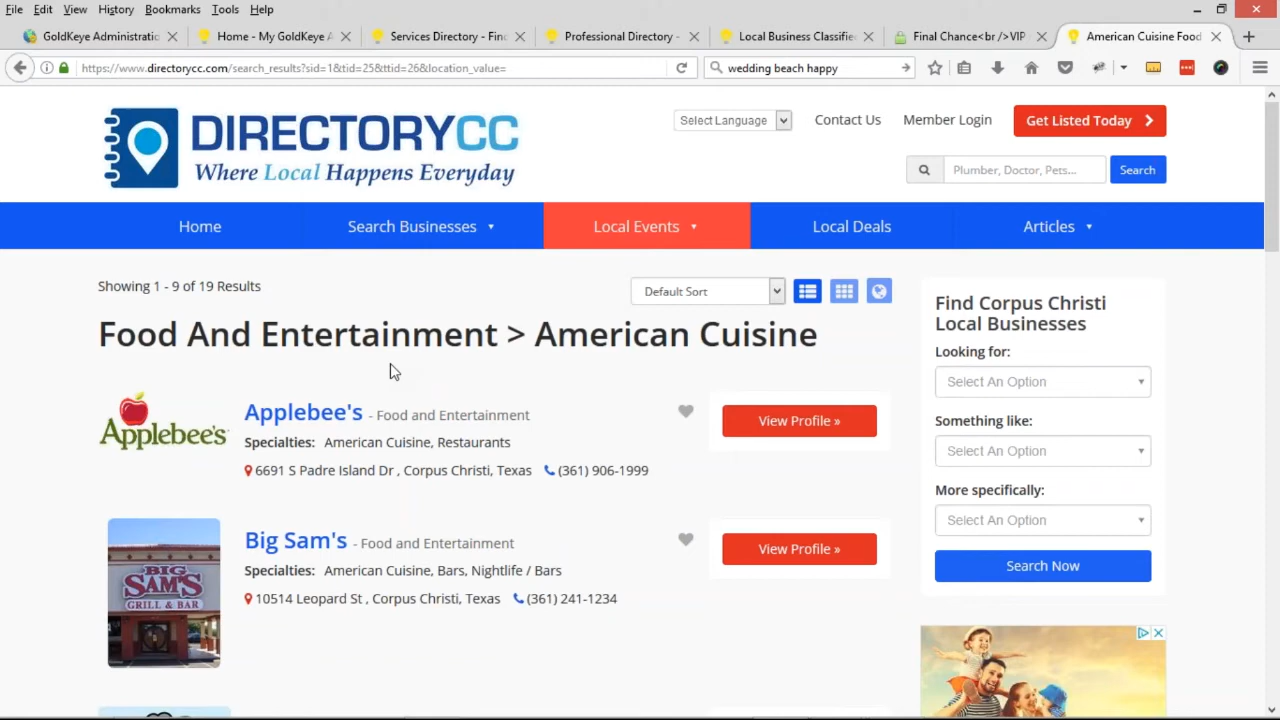 File Edit View History Bookmarks Tools Help
GoldKeye Administratic Home - My GoldKeye A Services Directory - Fin Professional Directory - Local Business Classifie Final Chance<br />VIP American Cuisine Food
https://www.directorycc.com/search_results?sid=1&tid=25&ttid=26&location_value= wedding beach happy
DIRECTORYCC
Where Local Happens Everyday
Select Language Contact Us Member Login Get Listed Today
Plumber, Doctor, Pets... Search
Home Search Businesses Local Events Local Deals Articles
Showing 1 - 9 of 19 Results Default Sort
Food And Entertainment > American Cuisine
Applebee's
Applebee's - Food and Entertainment View Profile »
Specialties: American Cuisine, Restaurants
6691 S Padre Island Dr , Corpus Christi, Texas (361) 906-1999
BIG
SAM'S
GRILL & BAR
Big Sam's - Food and Entertainment View Profile »
Specialties: American Cuisine, Bars, Nightlife / Bars
10514 Leopard St , Corpus Christi, Texas (361) 241-1234
Find Corpus Christi
Local Businesses
Looking for:
Select An Option
Something like:
Select An Option
More specifically:
Select An Option
Search Now